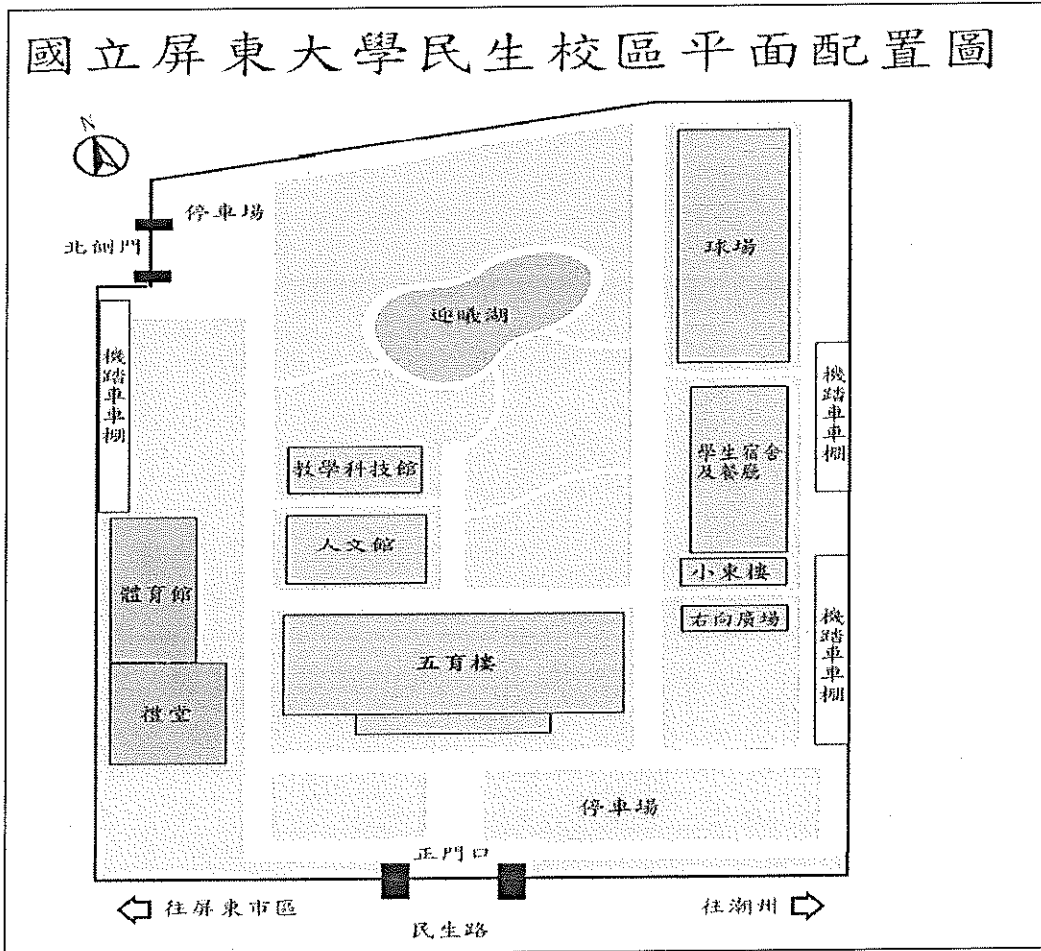 國立屏東大學民生校區平面配置圖
N
停車場
北側門
球場
迎曦湖
機踏車車棚
機踏車車棚
學生宿舍
及餐廳
教學科技館
人文館
小東樓
體育館
右向廣場
機踏車車棚
五育樓
禮堂
停車場
正門口
往屏東市區
往潮州
民生路